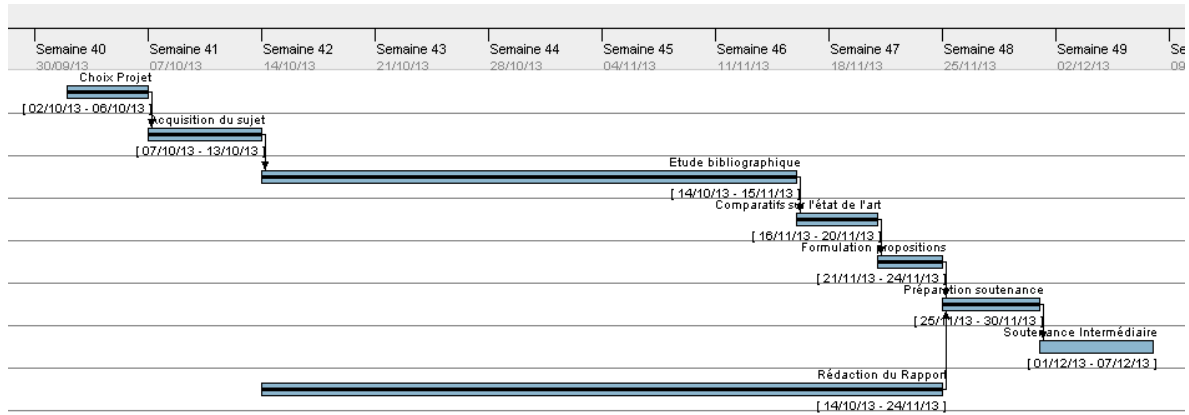 Semaine 40 Semaine 41 Semaine 42 Semaine 43 Semaine 44 Semaine 45 Semaine 46 Semaine 47 Semaine 48 Semaine 49 Se
30/09/13 07/10/13 14/10/13 21/10/13 28/10/13 04/11/13 11/11/13 18/11/13 25/11/13 02/12/13 09
Choix Projet
[ 02/10/13 - 06/10/13 ]
Acquisition du sujet
[ 07/10/13 - 13/10/13 ]
Etude bibliographique
[ 14/10/13 - 15/11/13 ]
Comparatifs sur l'état de l'art
[ 16/11/13 - 20/11/13 ]
Formulation propositions
[ 21/11/13 - 24/11/13 ]
Préparation soutenance
[ 25/11/13 - 30/11/13 ]
Soutenance Intermédiaire
[ 01/12/13 - 07/12/13 ]
Rédaction du Rapport
[ 14/10/13 - 24/11/13 ]